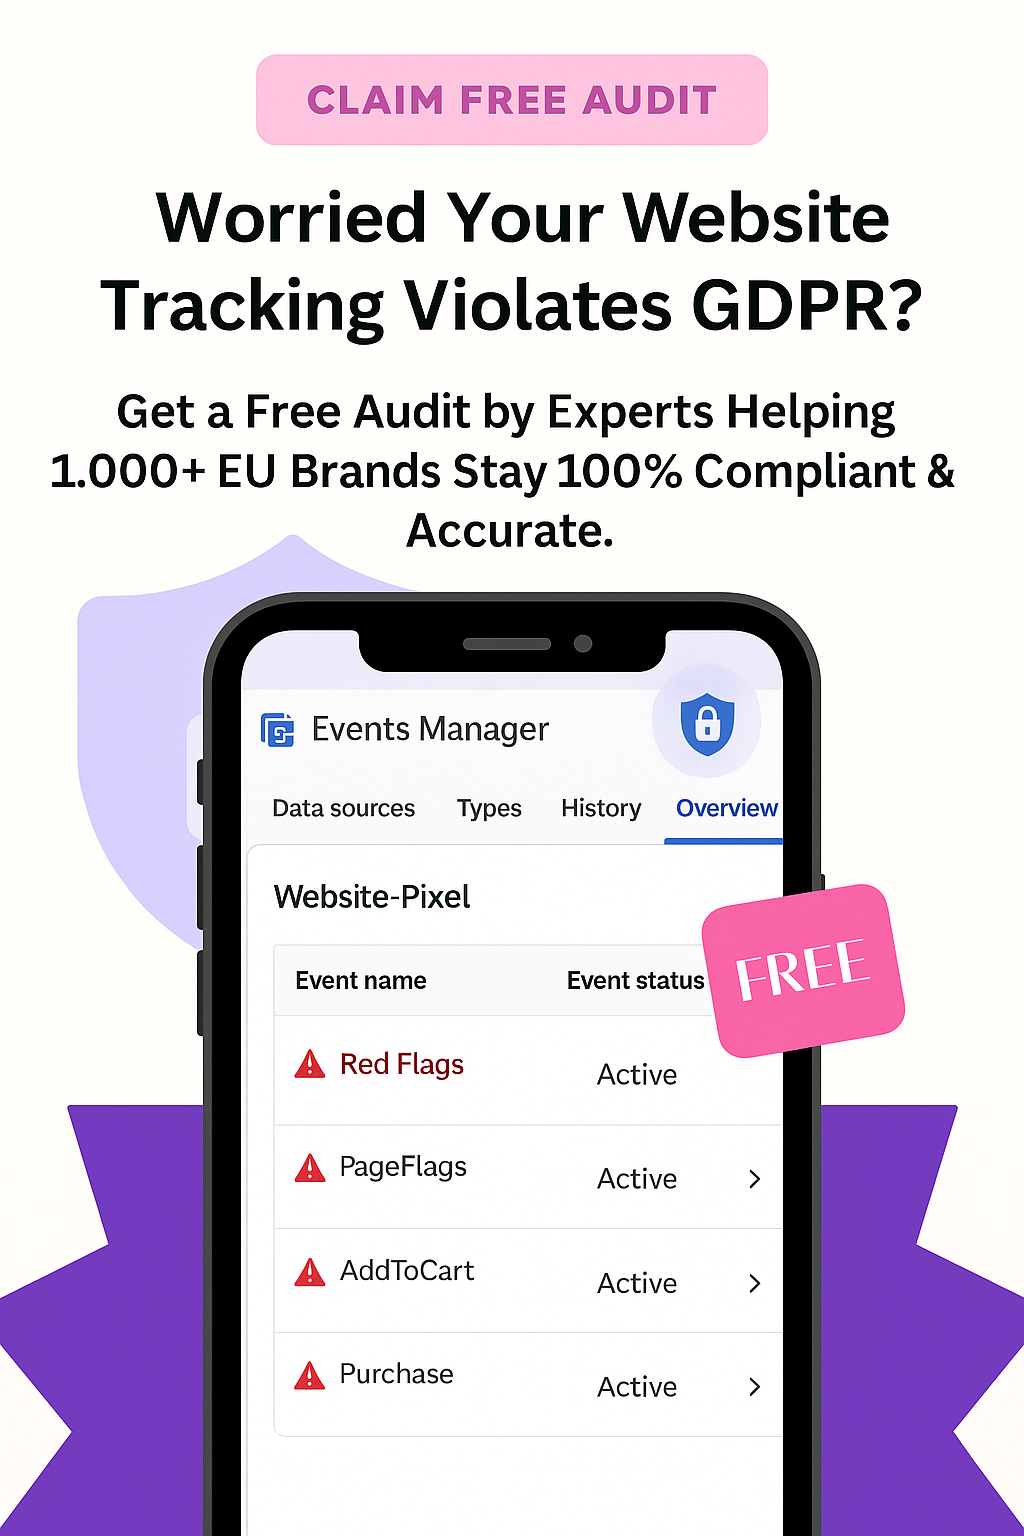 CLAIM FREE AUDIT
Worried Your Website
Tracking Violates GDPR?
Get a Free Audit by Experts Helping
1.000+ EU Brands Stay 100% Compliant &
Accurate.
Events Manager
Data sources Types History Overview
Website-Pixel
Event name Event status
FREE
Red Flags Active
PageFlags Active
AddToCart Active
Purchase Active